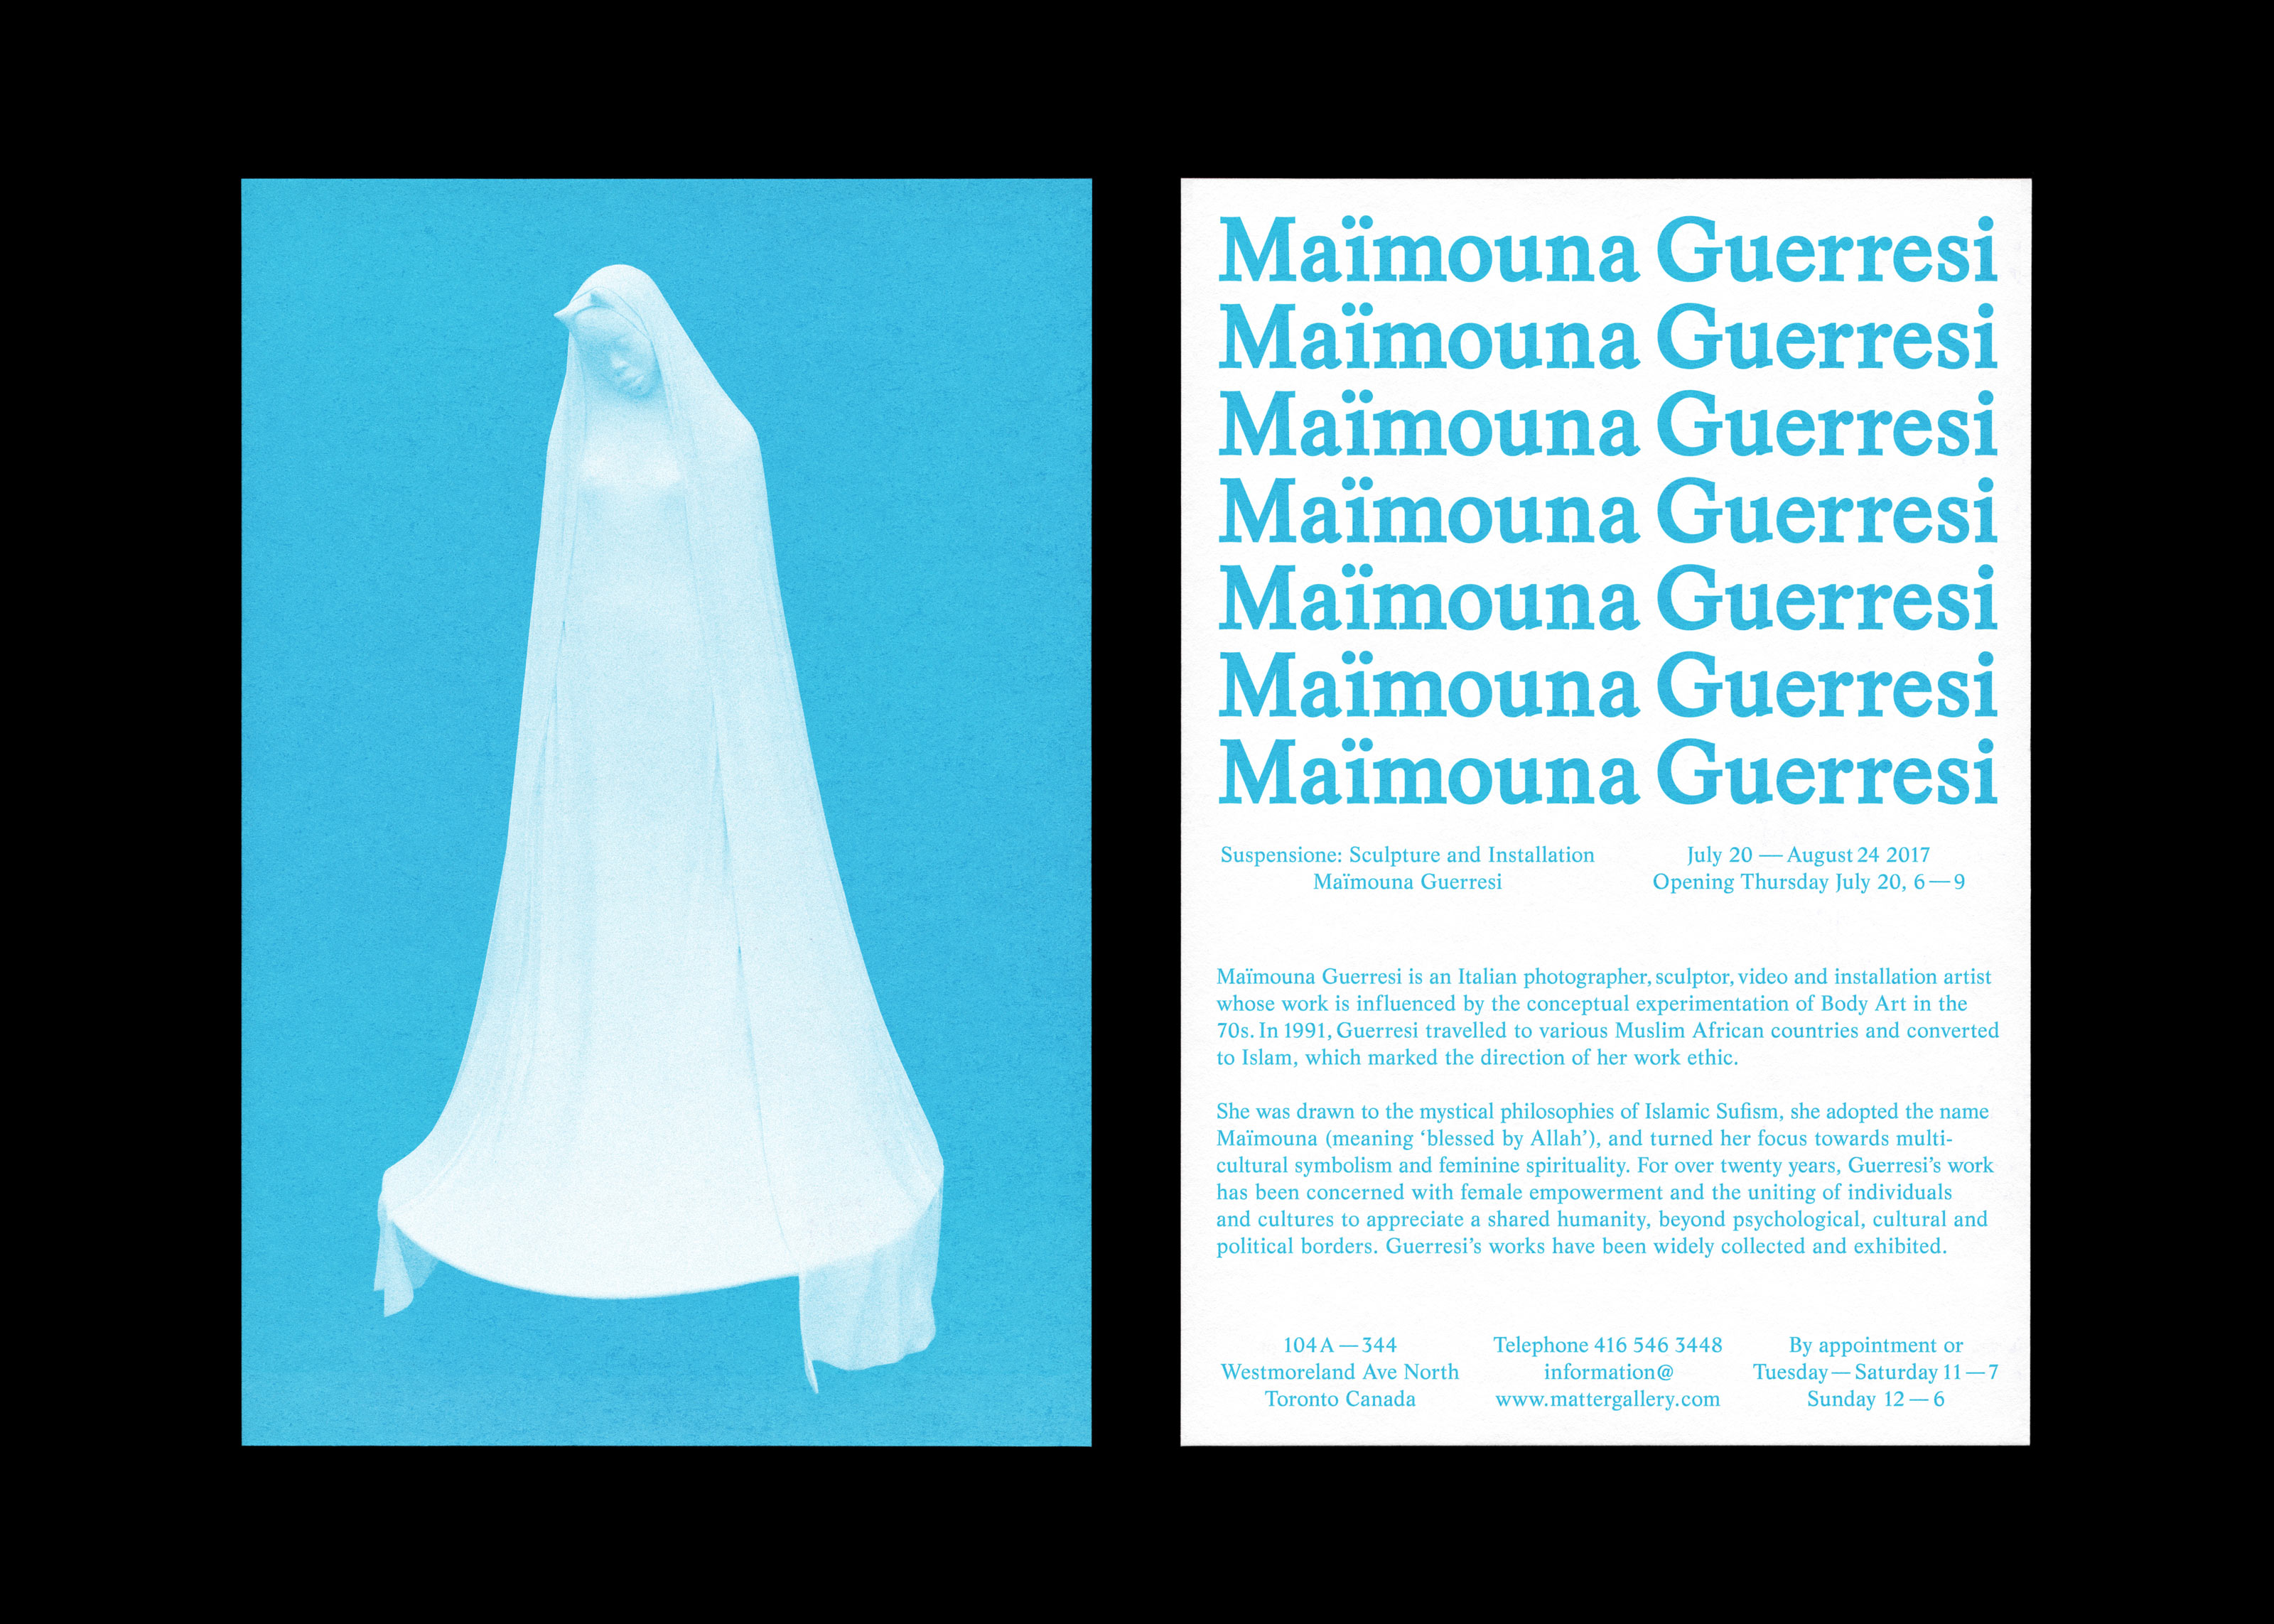 Maïmouna Guerresi
Maïmouna Guerresi
Maïmouna Guerresi
Maïmouna Guerresi
Maïmouna Guerresi
Maïmouna Guerresi
Maïmouna Guerresi
Suspensione: Sculpture and Installation
Maïmouna Guerresi
July 20 — August 24 2017
Opening Thursday July 20, 6 — 9
Maïmouna Guerresi is an Italian photographer, sculptor, video and installation artist
whose work is influenced by the conceptual experimentation of Body Art in the
70s. In 1991, Guerresi travelled to various Muslim African countries and converted
to Islam, which marked the direction of her work ethic.
She was drawn to the mystical philosophies of Islamic Sufism, she adopted the name
Maïmouna (meaning ‘blessed by Allah’), and turned her focus towards multi-
cultural symbolism and feminine spirituality. For over twenty years, Guerresi’s work
has been concerned with female empowerment and the uniting of individuals
and cultures to appreciate a shared humanity, beyond psychological, cultural and
political borders. Guerresi’s works have been widely collected and exhibited.
104 A — 344
Westmoreland Ave North
Toronto Canada
Telephone 416 546 3448
information@
www.mattergallery.com
By appointment or
Tuesday — Saturday 11 — 7
Sunday 12 — 6